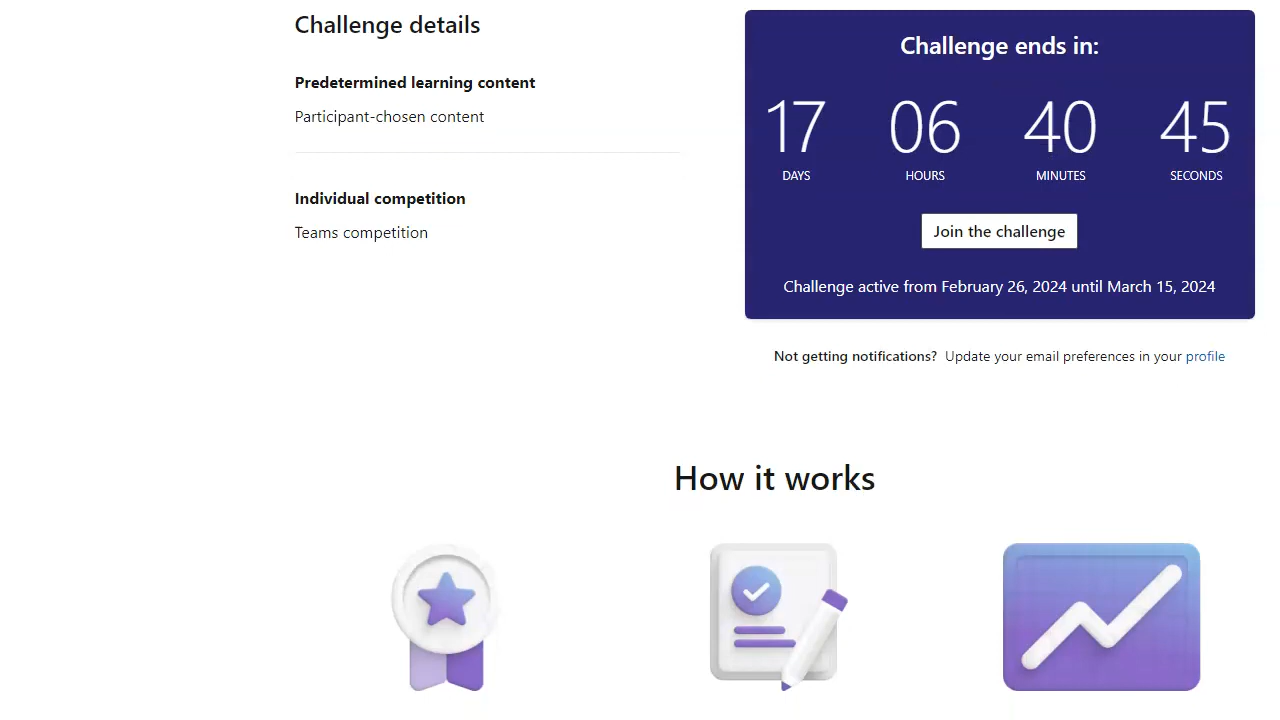 Challenge details
Predetermined learning content
Participant-chosen content
Individual competition
Teams competition
Challenge ends in:
17 06 40 45
DAYS HOURS MINUTES SECONDS
Join the challenge
Challenge active from February 26, 2024 until March 15, 2024
Not getting notifications? Update your email preferences in your profile
How it works